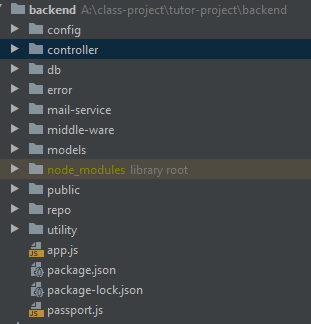 backend A:\class-project\tutor-project\backend
config
controller
db
error
mail-service
middle-ware
models
node_modules library root
public
repo
utility
app.js
package.json
package-lock.json
passport.js